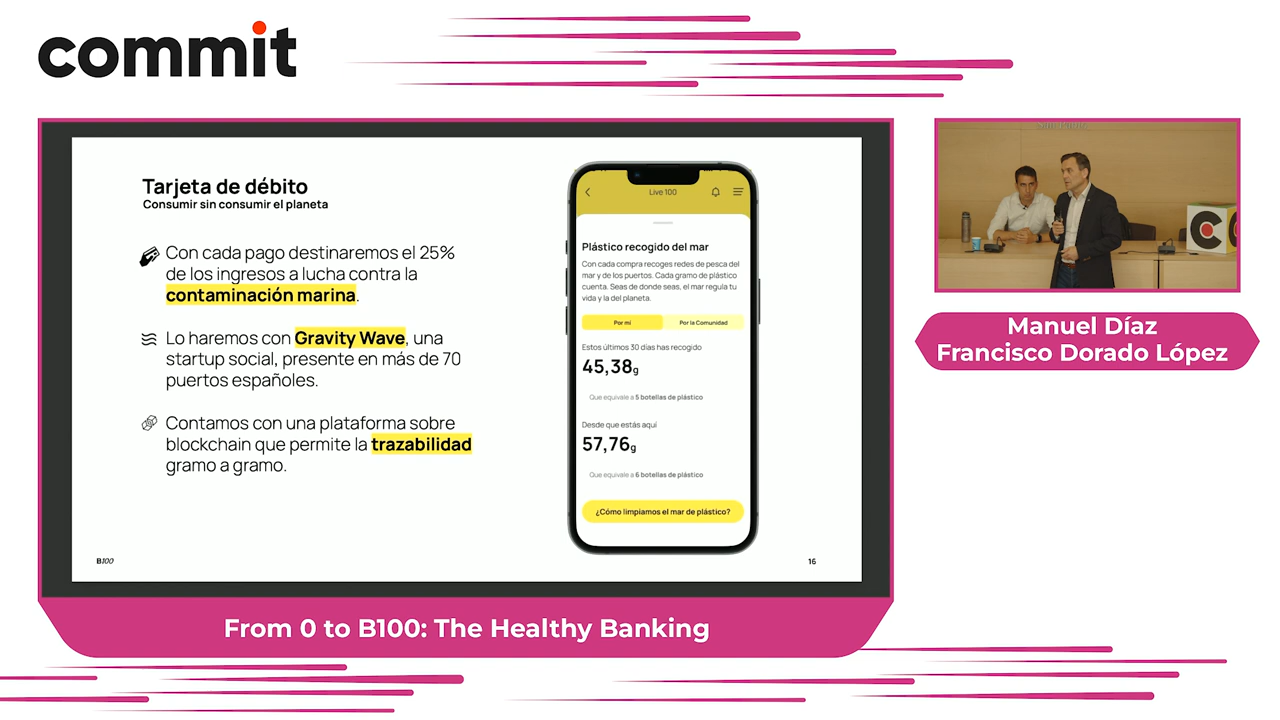 commit
Tarjeta de débito
Consumir sin consumir el planeta
Con cada pago destinaremos el 25%
de los ingresos a lucha contra la
contaminación marina.
Lo haremos con Gravity Wave, una
startup social, presente en más de 70
puertos españoles.
Contamos con una plataforma sobre
blockchain que permite la trazabilidad
gramo a gramo.
B100
16
Live 100
Plástico recogido del mar
Con cada compra recoges redes de pesca del
mar y de los puertos. Cada gramo de plástico
cuenta. Seas de donde seas, el mar regula tu
vida y la del planeta.
Por mí
Por la Comunidad
Estos últimos 30 días has recogido
45,38g
Que equivale a 5 botellas de plástico
Desde que estás aquí
57,76g
Que equivale a 6 botellas de plástico
¿Cómo limpiamos el mar de plástico?
Manuel Díaz
Francisco Dorado López
From 0 to B100: The Healthy Banking